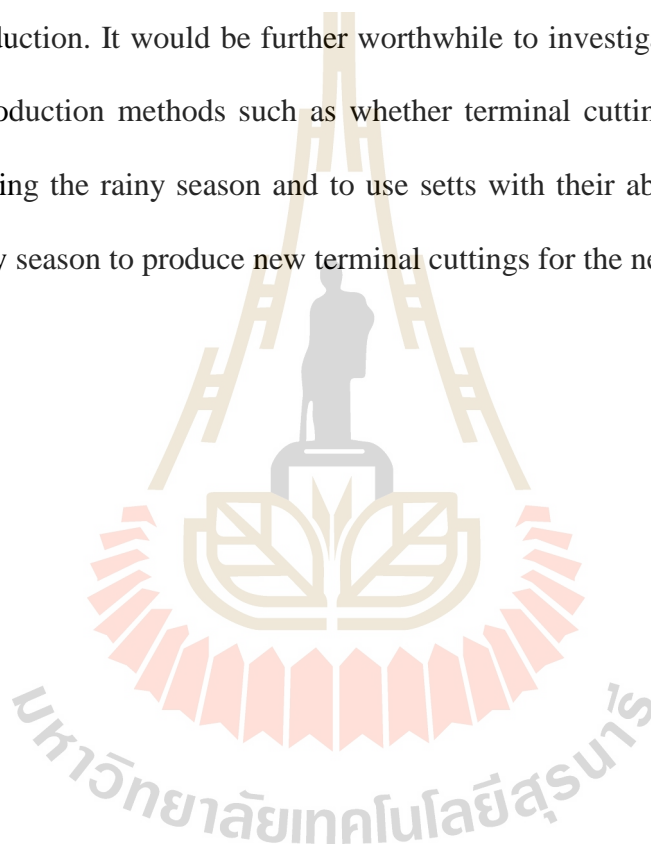 duction. It would be further worthwhile to investiga
oduction methods such as whether terminal cuttin
ing the rainy season and to use setts with their ab
y season to produce new terminal cuttings for the ne
มหาวิทยาลัยเทคโนโลยีสุรนารี